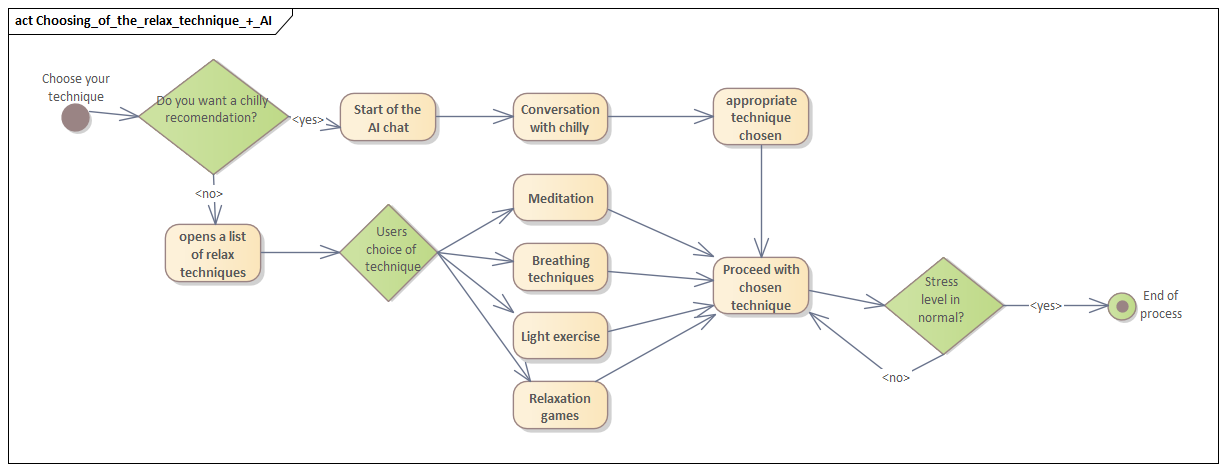 act Choosing_of_the_relax_technique_+_AI
Choose your
technique
Do you want a chilly
recomendation?
<yes>
Start of the
AI chat
Conversation
with chilly
appropriate
technique
chosen
<no>
opens a list
of relax
techniques
Users
choice of
technique
Meditation
Breathing
techniques
Light exercise
Relaxation
games
Proceed with
chosen
technique
Stress
level in
normal?
<yes>
End of
process
<no>